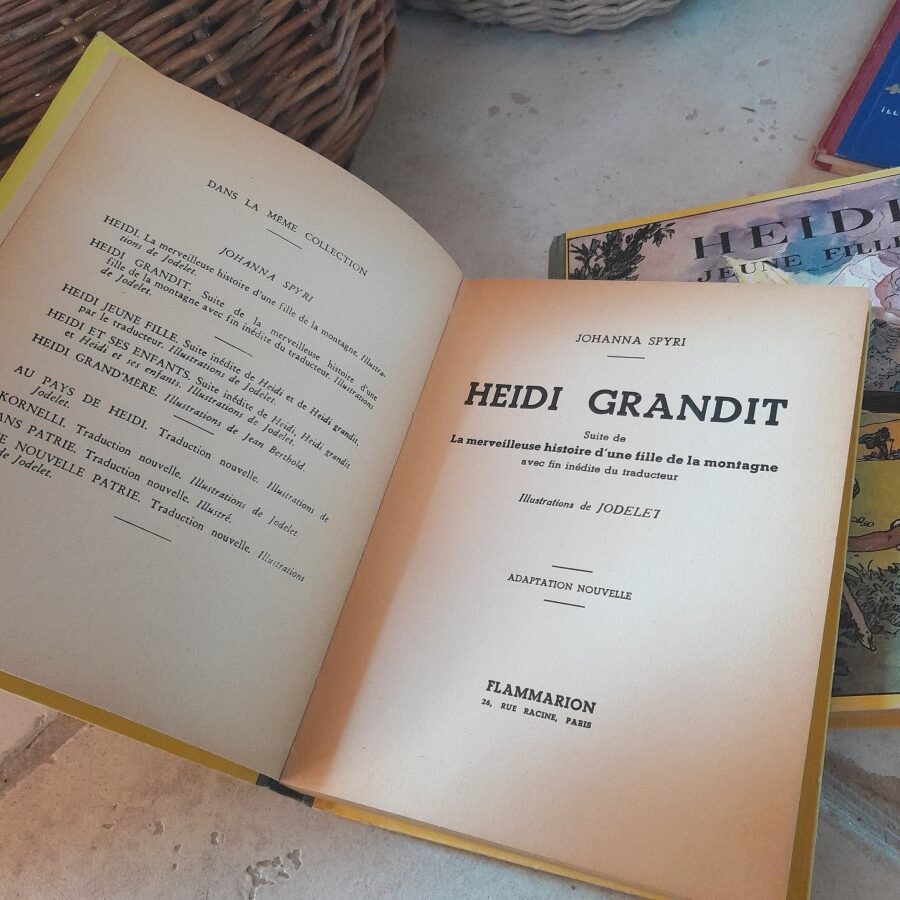 DANS LA MÊME COLLECTION
JOHANNA SPYRI
HEIDI. La merveilleuse histoire d'une fille de la montagne. Illustra-
tions de Jodelet.
HEIDI GRANDIT. Suite de la merveilleuse histoire d'une
fille de la montagne avec fin inédite du traducteur. Illustrations
de Jodelet.
HEIDI JEUNE FILLE. Suite inédite de Heidi et de Heidi grandit,
par le traducteur. Illustrations de Jodelet.
HEIDI ET SES ENFANTS. Suite inédite de Heidi, Heidi grandit
et Heidi et ses enfants. Illustrations de Jodelet.
HEIDI GRAND'MÈRE. Illustrations de Jean Berthold.
AU PAYS DE HEIDI. Traduction nouvelle. Illustrations de
Jodelet.
KORNELLI. Traduction nouvelle. Illustrations de Jodelet.
ANS PATRIE. Traduction nouvelle. Illustré.
E NOUVELLE PATRIE. Traduction nouvelle. Illustrations
de Jodelet.
JOHANNA SPYRI
HEIDI GRANDIT
Suite de
La merveilleuse histoire d'une fille de la montagne
avec fin inédite du traducteur
Illustrations de JODELET
ADAPTATION NOUVELLE
FLAMMARION
26, RUE RACINE, PARIS
HEIDI
JEUNE FILLE
ILL